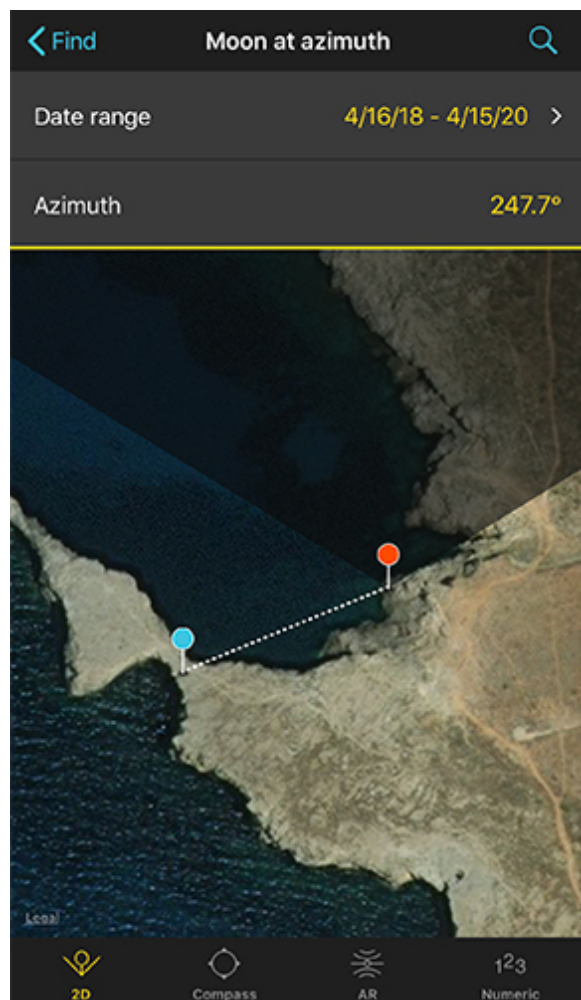 Find Moon at azimuth
Date range 4/16/18 - 4/15/20
Azimuth 247.7°
Legal
2D Compass AR 123 Numeric